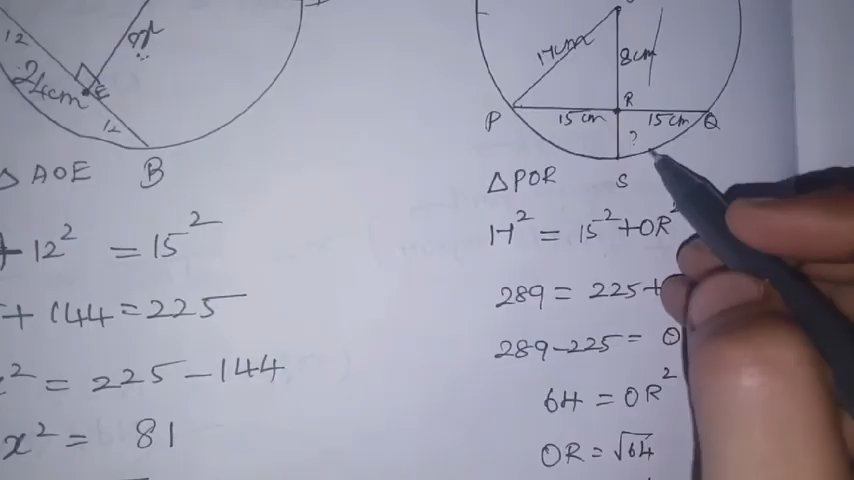 12
24cm
E
12
B
△AOE
+ 12² = 15²
+ 144 = 225
² = 225 - 144
x² = 81
17cm
8cm
R
P
15cm
15cm
Q
?
S
△POR
17² = 15² + OR²
289 = 225 +
289 - 225 = O
64 = OR²
OR = √64